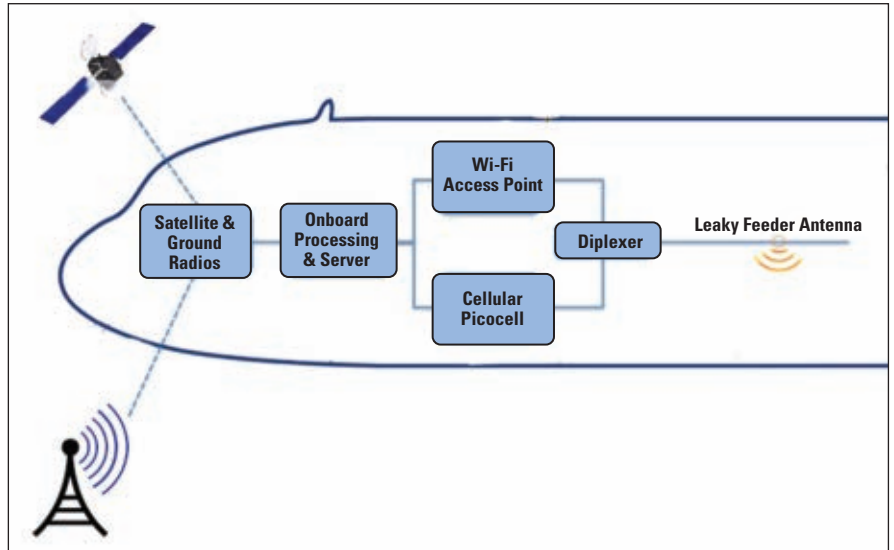 Satellite &
Ground
Radios
Onboard
Processing
& Server
Wi-Fi
Access Point
Cellular
Picocell
Diplexer
Leaky Feeder Antenna